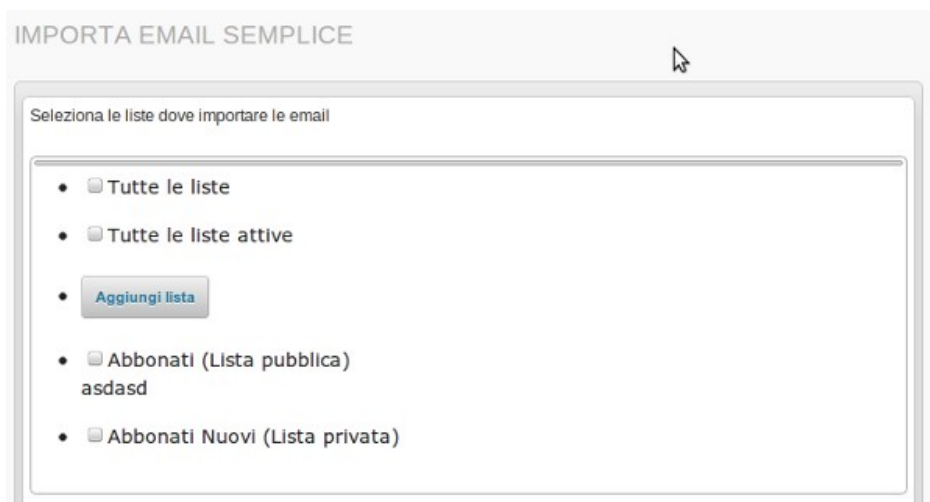 IMPORTA EMAIL SEMPLICE
Seleziona le liste dove importare le email
Tutte le liste
Tutte le liste attive
Aggiungi lista
Abbonati (Lista pubblica)
asdasd
Abbonati Nuovi (Lista privata)